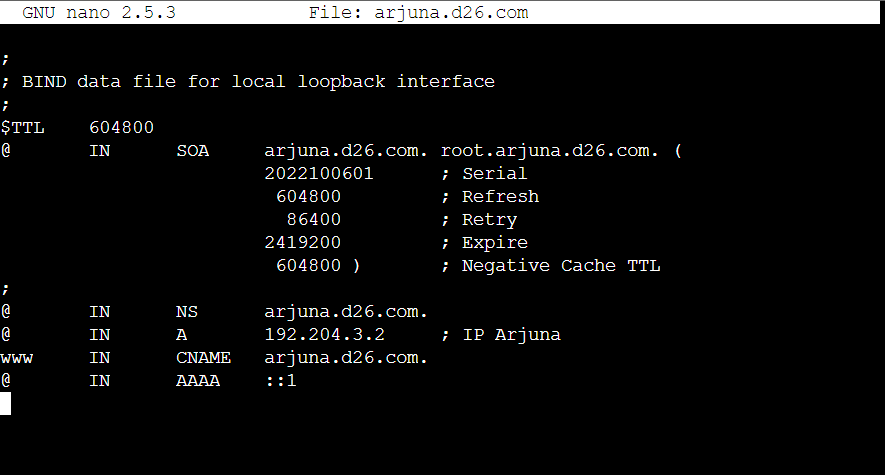 GNU nano 2.5.3 File: arjuna.d26.com
;
; BIND data file for local loopback interface
;
$TTL 604800
@ IN SOA arjuna.d26.com. root.arjuna.d26.com. (
2022100601 ; Serial
604800 ; Refresh
86400 ; Retry
2419200 ; Expire
604800 ) ; Negative Cache TTL
;
@ IN NS arjuna.d26.com.
@ IN A 192.204.3.2 ; IP Arjuna
www IN CNAME arjuna.d26.com.
@ IN AAAA ::1